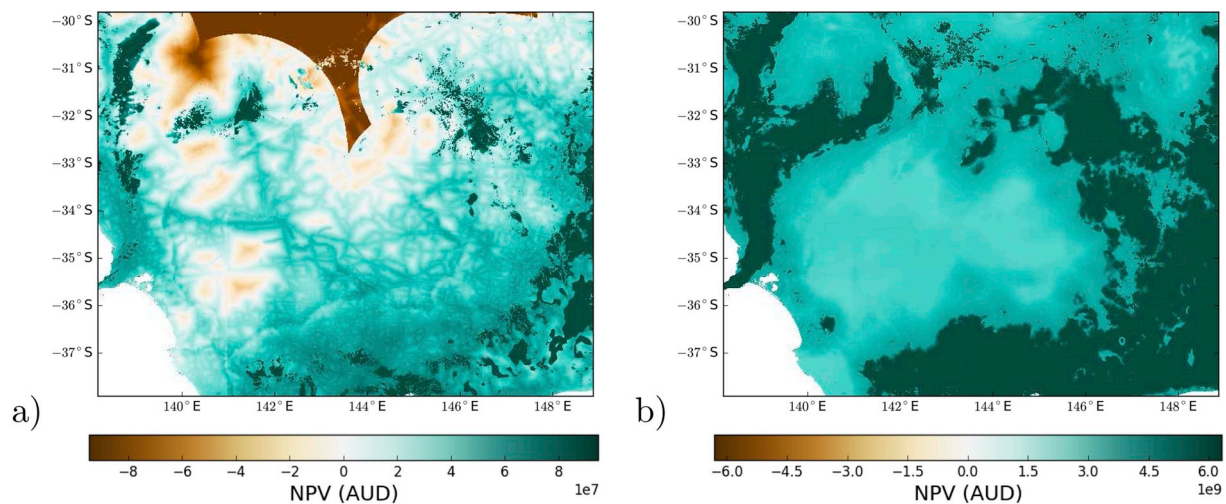 −30°S
−31°S
−32°S
−33°S
−34°S
−35°S
−36°S
−37°S
140°E 142°E 144°E 146°E 148°E
a)
−8 −6 −4 −2 0 2 4 6 8
1e7
NPV (AUD)
−30°S
−31°S
−32°S
−33°S
−34°S
−35°S
−36°S
−37°S
140°E 142°E 144°E 146°E 148°E
b)
−6.0 −4.5 −3.0 −1.5 0.0 1.5 3.0 4.5 6.0
1e9
NPV (AUD)